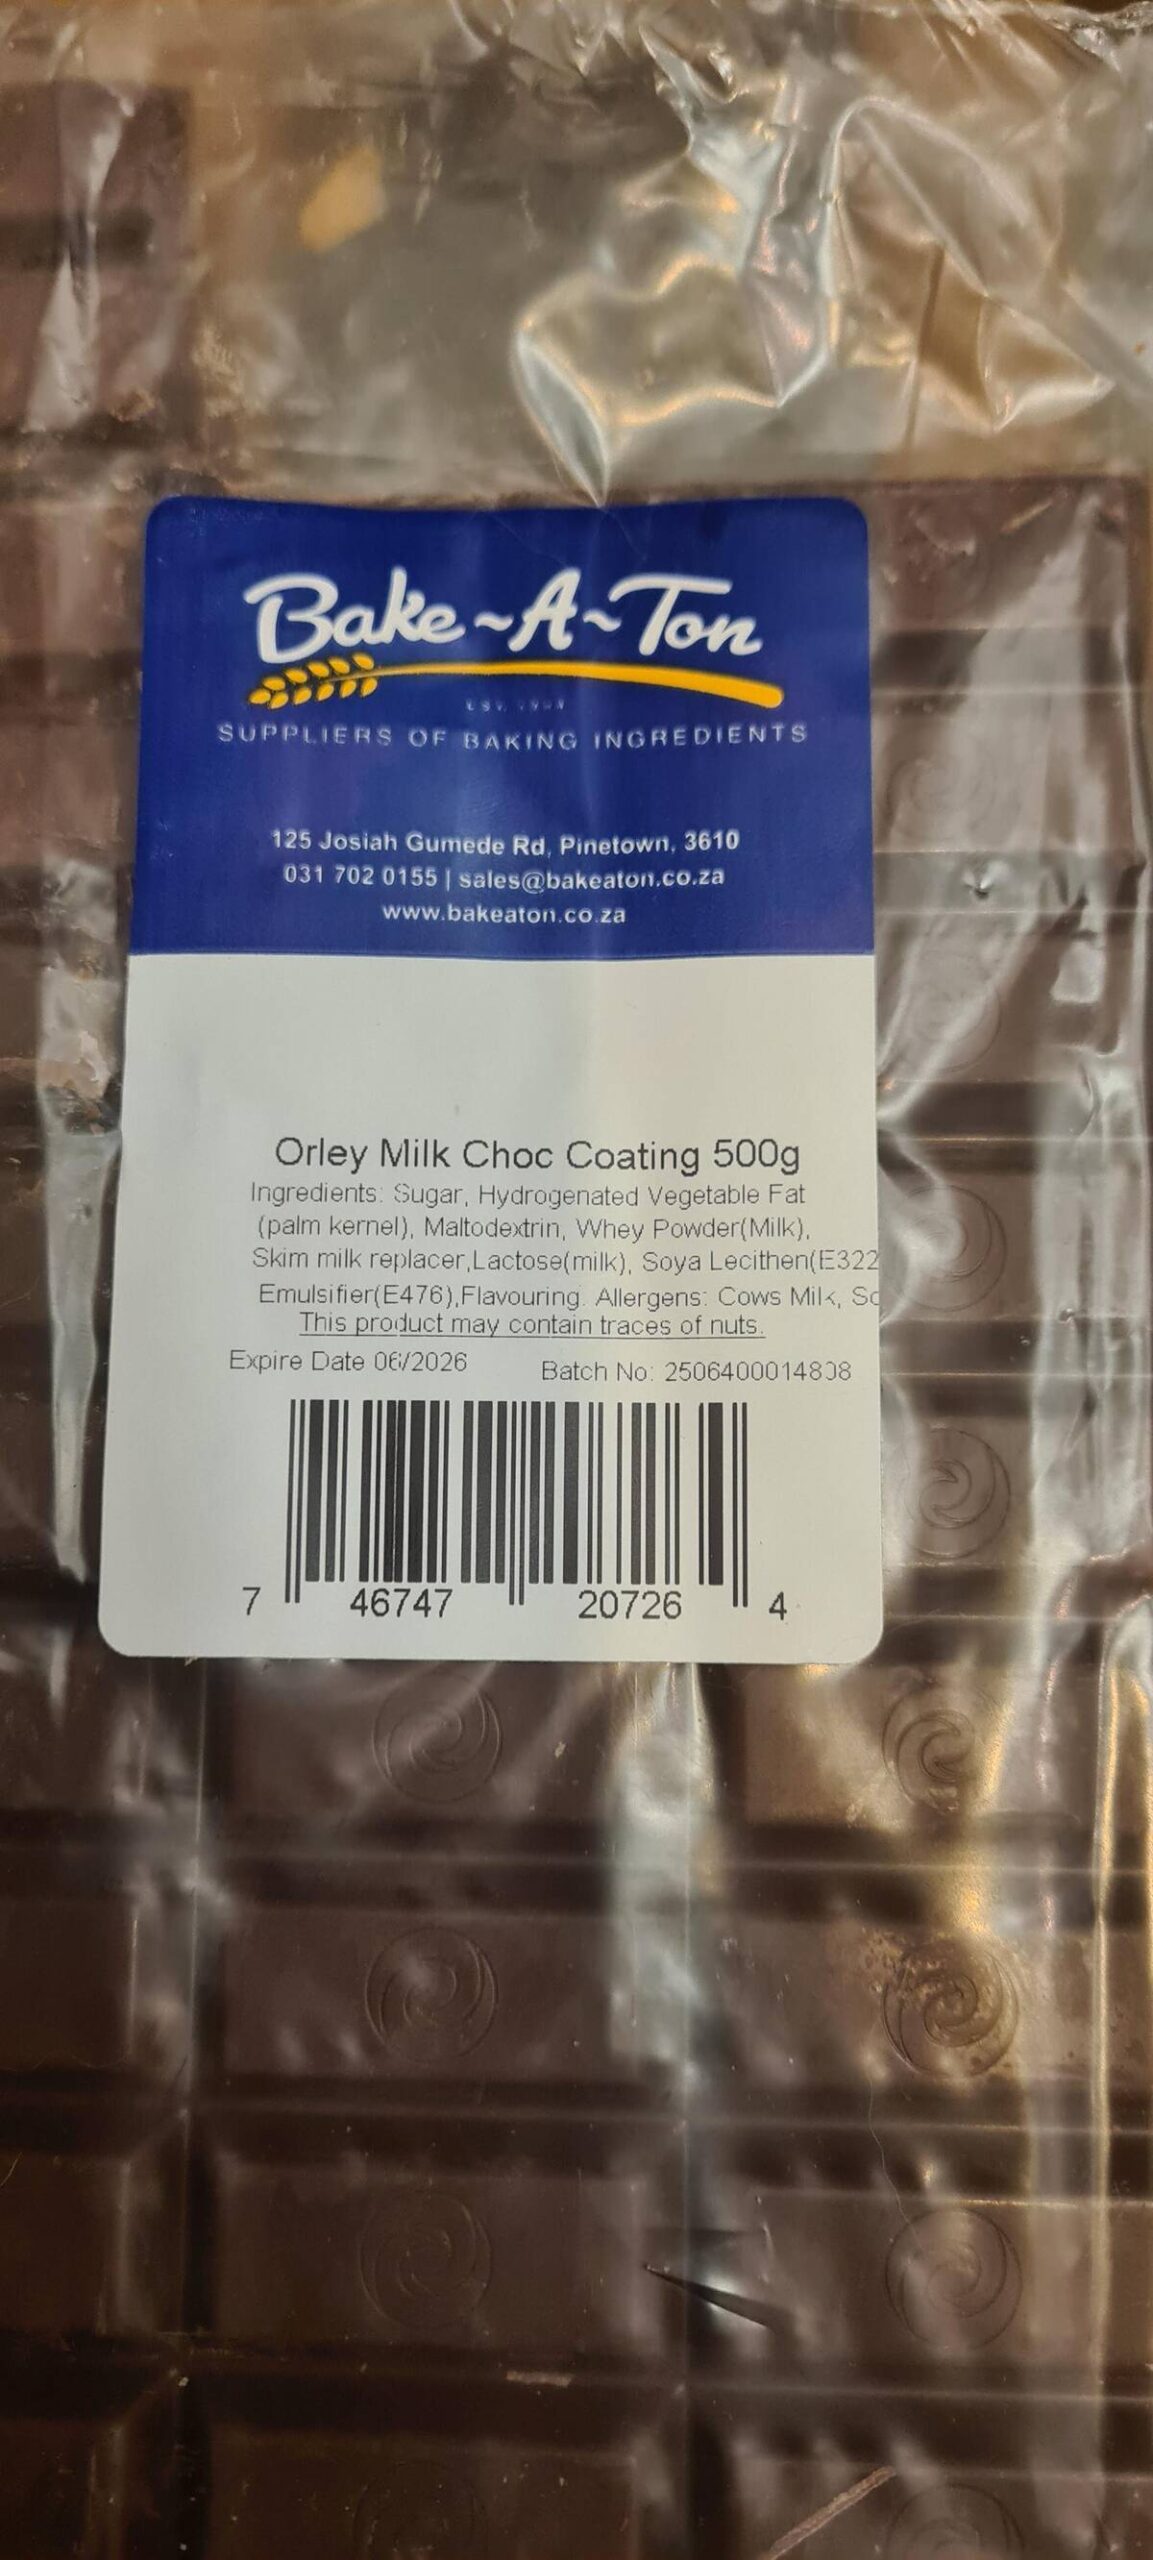 Bake~A~Ton
SUPPLIERS OF BAKING INGREDIENTS
125 Josiah Gumede Rd, Pinetown, 3610
031 702 0155 | sales@bakeaton.co.za
www.bakeaton.co.za
Orley Milk Choc Coating 500g
Ingredients: Sugar, Hydrogenated Vegetable Fat
(palm kernel), Maltodextrin, Whey Powder(Milk),
Skim milk replacer,Lactose(milk), Soya Lecithen(E322
Emulsifier(E476),Flavouring. Allergens: Cows Milk,
This product may contain traces of nuts.
Expire Date 06/2026 Batch No: 2506400014808
7 46747 20726 4